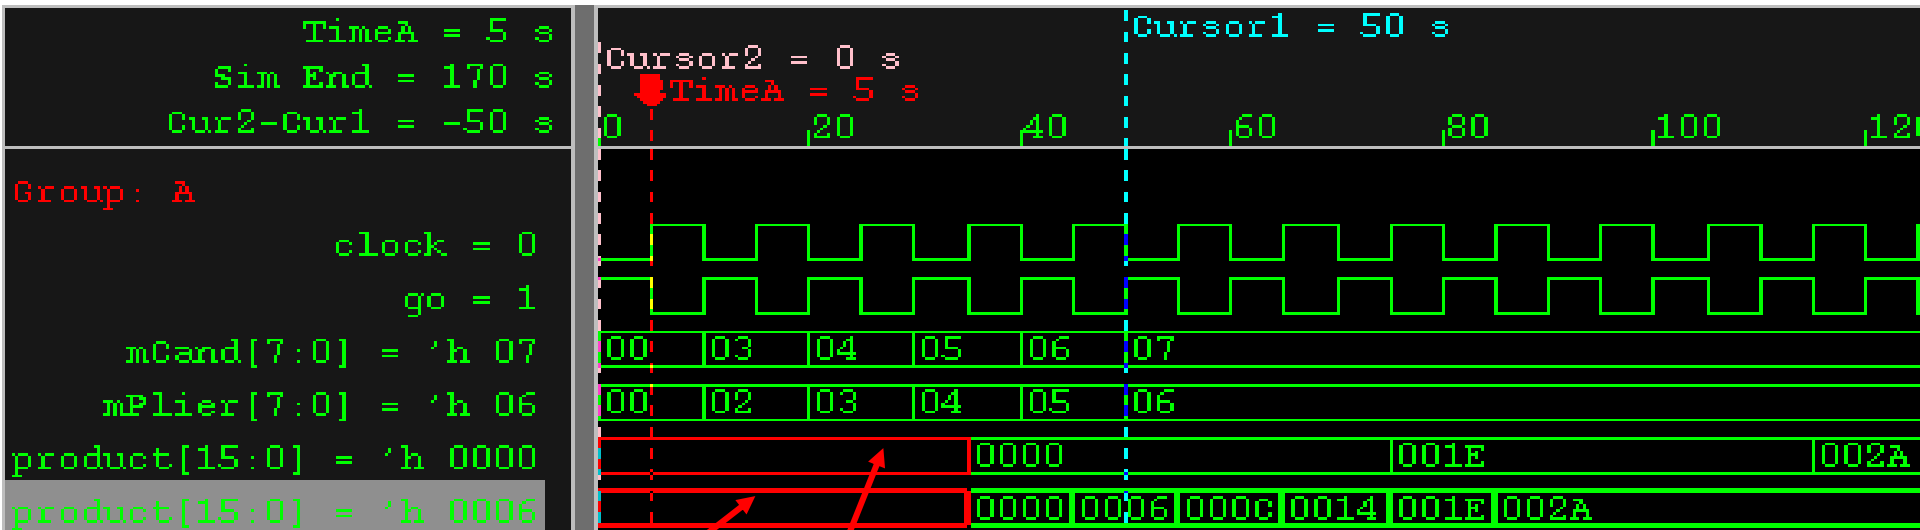 TimeA = 5 s
Sim End = 170 s
Cur2-Cur1 = -50 s
Cursor1 = 50 s
Cursor2 = 0 s
TimeA = 5 s
0 20 40 60 80 100 120
Group: A
clock = 0
go = 1
mCand[7:0] = 'h 07 00 03 04 05 06 07
mPlier[7:0] = 'h 06 00 02 03 04 05 06
product[15:0] = 'h 0000 0000 001E 002A
product[15:0] = 'h 0006 0000 0006 000C 0014 001E 002A